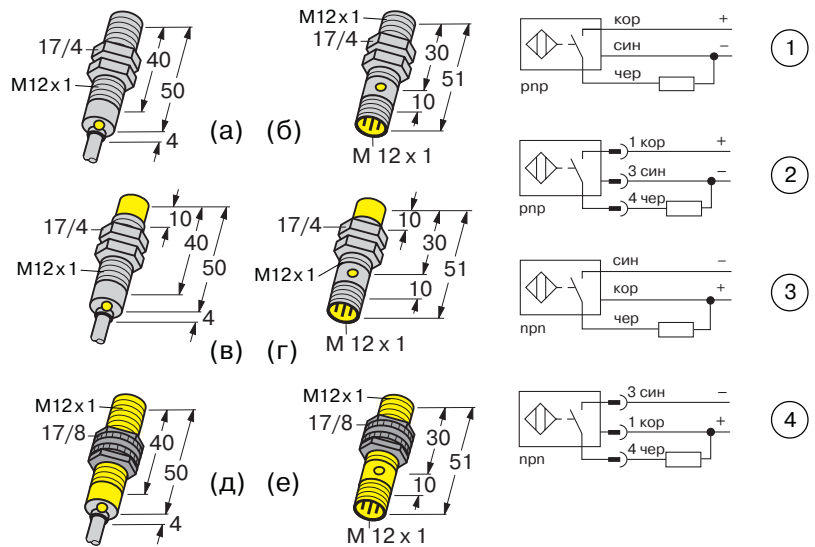 M12x1
17/4
40
50
M12x1
4
(а)
M12x1
17/4
30
51
10
(б)
M 12 x 1
кор +
син −
чер
pnp
1
1 кор +
3 син −
4 чер
pnp
2
10
17/4
40
50
M12x1
4
(в)
10
17/4
30
51
M12x1
10
(г)
M 12 x 1
син −
кор +
чер
npn
3
M12x1
17/8
40
50
4
(д)
M12x1
30
51
10
(е)
M 12 x 1
3 син −
1 кор +
4 чер
npn
4